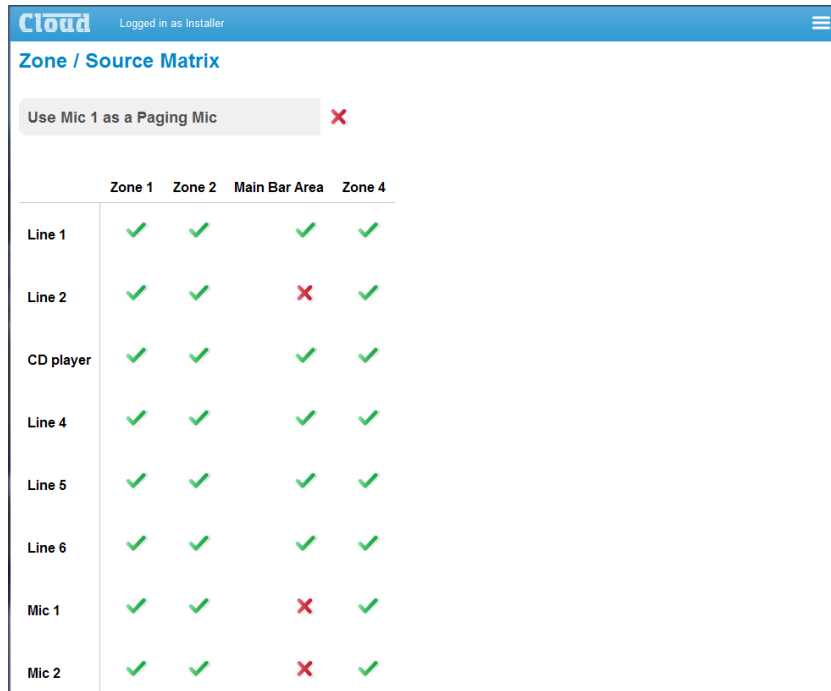 Cloud Logged in as Installer
Zone / Source Matrix
Use Mic 1 as a Paging Mic
Zone 1 Zone 2 Main Bar Area Zone 4
Line 1
Line 2
CD player
Line 4
Line 5
Line 6
Mic 1
Mic 2